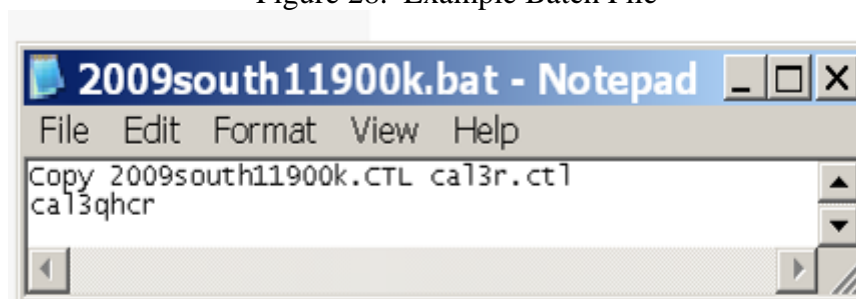 Figure 28. Example Batch File
2009south11900k.bat - Notepad
File Edit Format View Help
Copy 2009south11900k.CTL cal3r.ctl
cal3qhcr